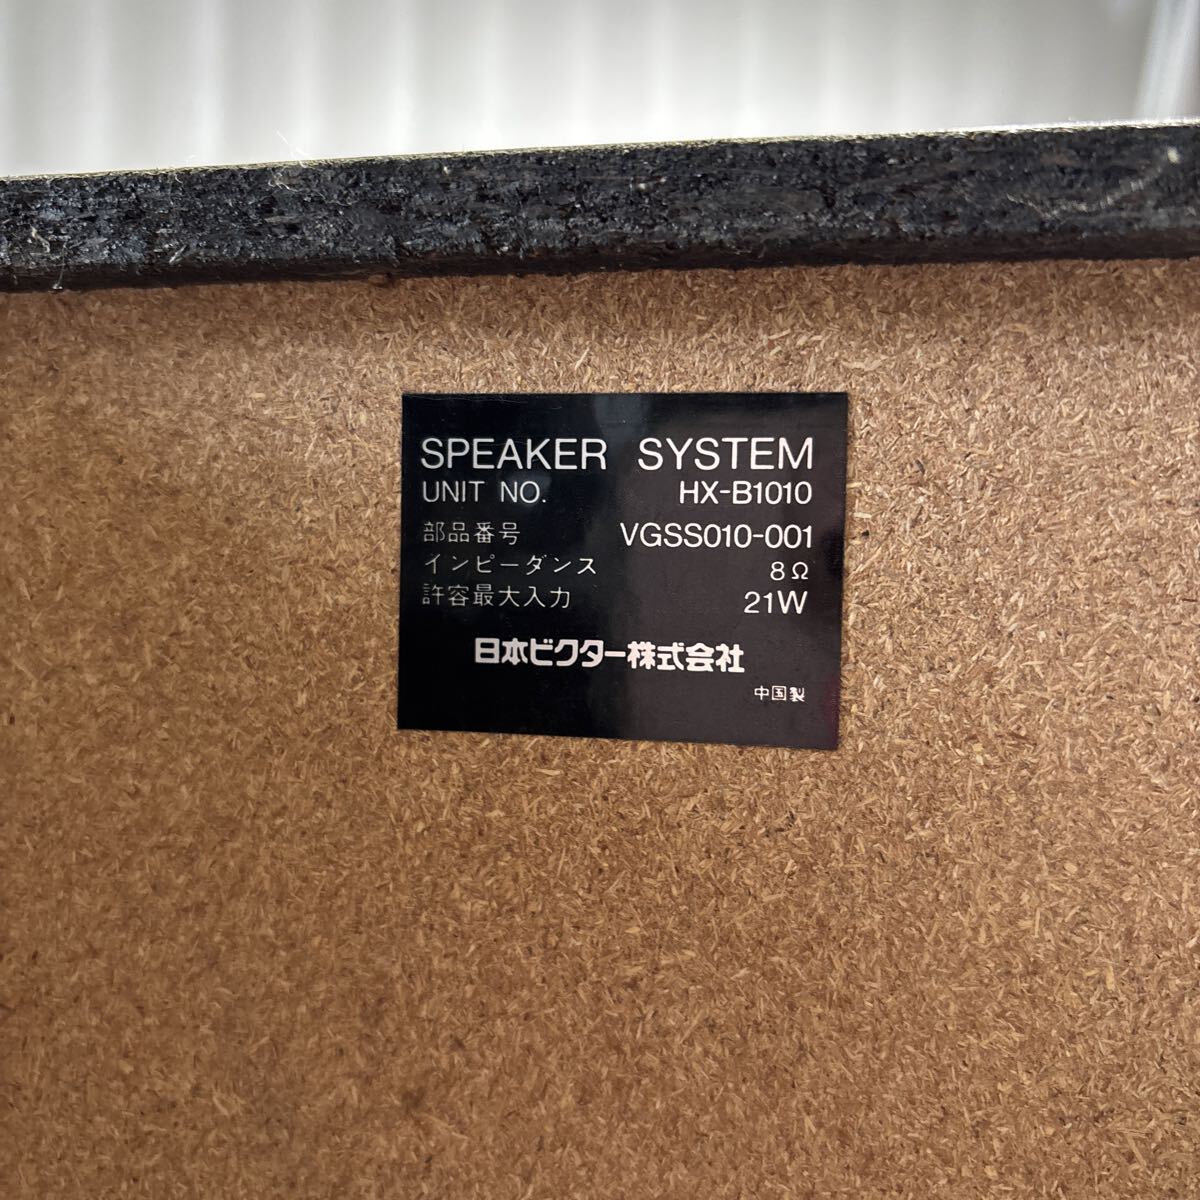 SPEAKER SYSTEM
UNIT NO. HX-B1010
部品番号 VGSS010-001
インピーダンス 8Ω
許容最大入力 21W
日本ビクター株式会社
中国製